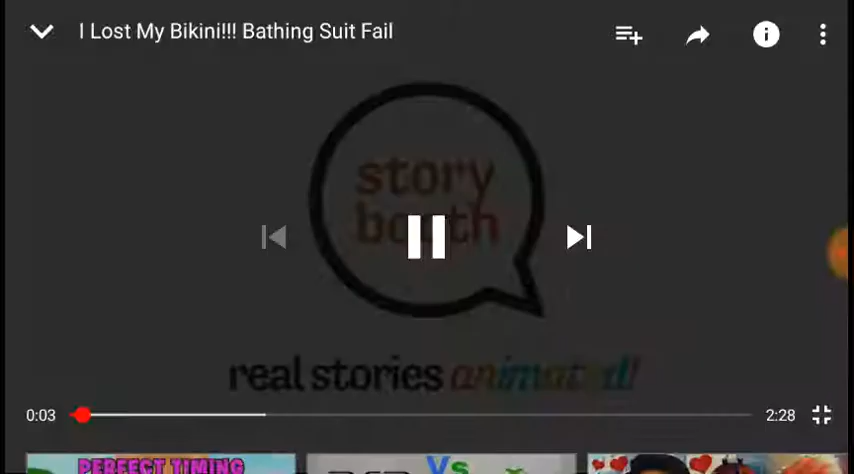 I Lost My Bikini!!! Bathing Suit Fail
story
booth
real stories animated!
0:03
2:28
PERFECT TIMING
Vs